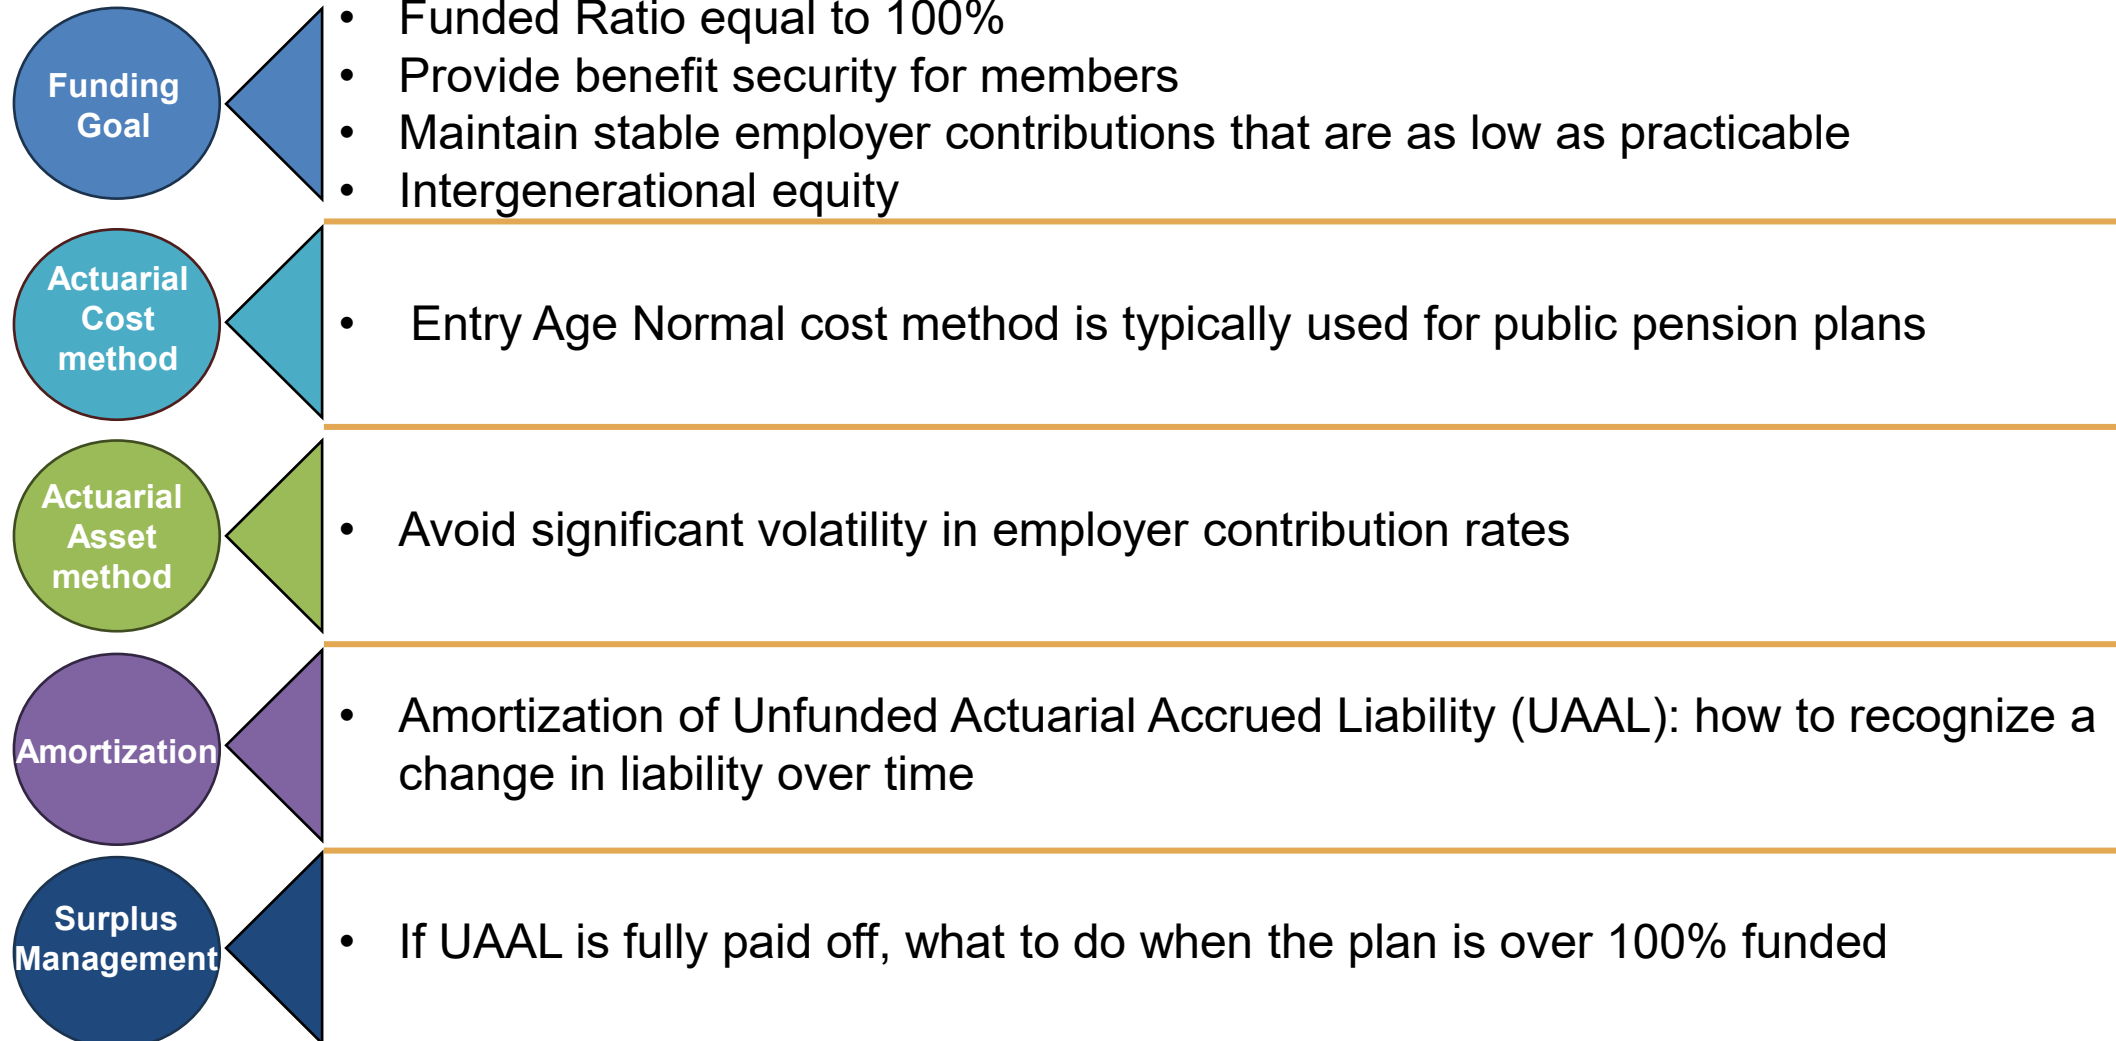 Funding
Goal
• Funded Ratio equal to 100%
• Provide benefit security for members
• Maintain stable employer contributions that are as low as practicable
• Intergenerational equity
Actuarial
Cost
method
• Entry Age Normal cost method is typically used for public pension plans
Actuarial
Asset
method
• Avoid significant volatility in employer contribution rates
Amortization
• Amortization of Unfunded Actuarial Accrued Liability (UAAL): how to recognize a
change in liability over time
Surplus
Management
• If UAAL is fully paid off, what to do when the plan is over 100% funded